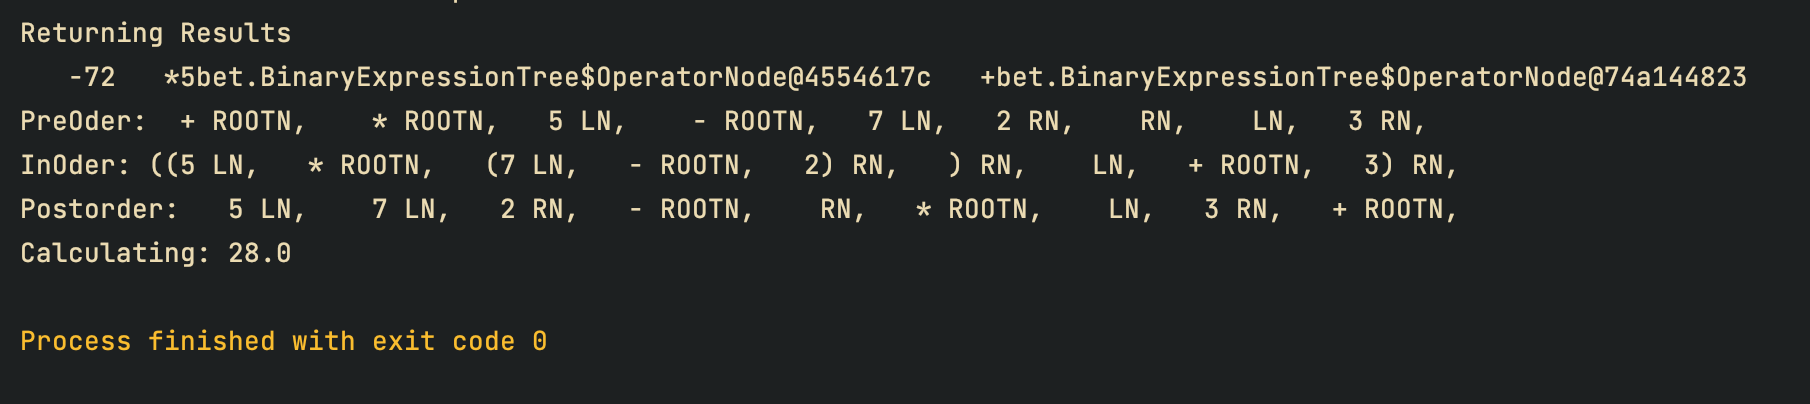 Returning Results
   -72   *5bet.BinaryExpressionTree$OperatorNode@4554617c   +bet.BinaryExpressionTree$OperatorNode@74a144823
PreOder:  + ROOTN,    * ROOTN,   5 LN,    - ROOTN,   7 LN,   2 RN,    RN,    LN,   3 RN,
InOder: ((5 LN,   * ROOTN,   (7 LN,   - ROOTN,   2) RN,   ) RN,    LN,   + ROOTN,   3) RN,
Postorder:   5 LN,    7 LN,   2 RN,   - ROOTN,    RN,   * ROOTN,    LN,   3 RN,   + ROOTN,
Calculating: 28.0
Process finished with exit code 0